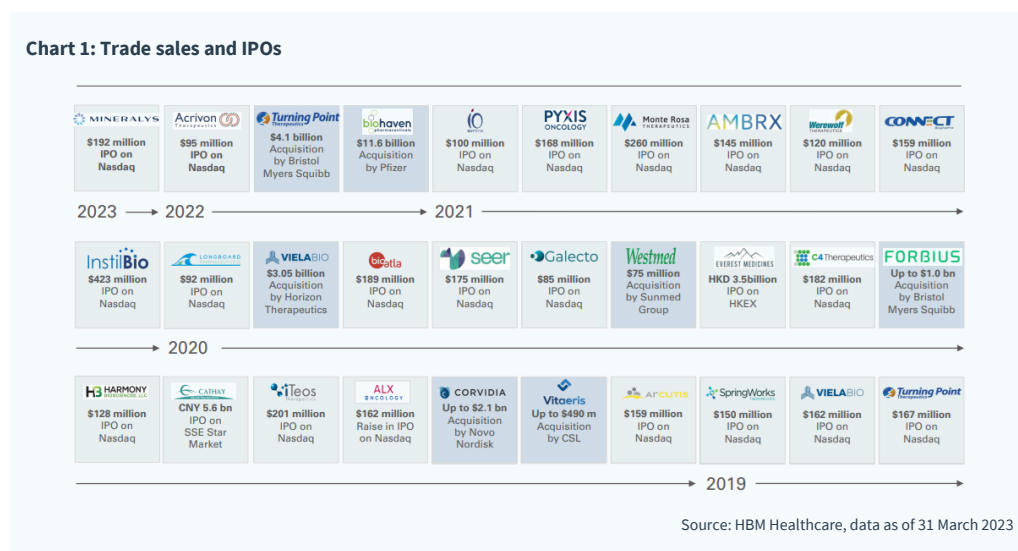 Chart 1: Trade sales and IPOs
MINERALYS
$192 million
IPO on
Nasdaq
Acrivon
Therapeutics
$95 million
IPO on
Nasdaq
Turning Point
Therapeutics
$4.1 billion
Acquisition
by Bristol
Myers Squibb
biohaven
pharmaceuticals
$11.6 billion
Acquisition
by Pfizer
$100 million
IPO on
Nasdaq
PYXIS
ONCOLOGY
$168 million
IPO on
Nasdaq
Monte Rosa
THERAPEUTICS
$260 million
IPO on
Nasdaq
AMBRX
$145 million
IPO on
Nasdaq
Werewolf
THERAPEUTICS
$120 million
IPO on
Nasdaq
CONNECT
$159 million
IPO on
Nasdaq
2023
2022
2021
InstilBio
$423 million
IPO on
Nasdaq
LONGBOARD
$92 million
IPO on
Nasdaq
VIELABIO
$3.05 billion
Acquisition
by Horizon
Therapeutics
bioatla
$189 million
IPO on
Nasdaq
seer
$175 million
IPO on
Nasdaq
Galecto
$85 million
IPO on
Nasdaq
Westmed
$75 million
Acquisition
by Sunmed
Group
EVEREST MEDICINES
HKD 3.5billion
IPO on
HKEX
C4 Therapeutics
$182 million
IPO on
Nasdaq
FORBIUS
Up to $1.0 bn
Acquisition
by Bristol
Myers Squibb
2020
HARMONY
BIOSCIENCES, LLC
$128 million
IPO on
Nasdaq
CATHAY
CNY 5.6 bn
IPO on
SSE Star
Market
iTeos
Therapeutics
$201 million
IPO on
Nasdaq
ALX
ONCOLOGY
$162 million
Raise in IPO
on Nasdaq
CORVIDIA
Up to $2.1 bn
Acquisition
by Novo
Nordisk
Vitaeris
Up to $490 m
Acquisition
by CSL
ARCUTIS
$159 million
IPO on
Nasdaq
SpringWorks
$150 million
IPO on
Nasdaq
VIELABIO
$162 million
IPO on
Nasdaq
Turning Point
Therapeutics
$167 million
IPO on
Nasdaq
2019
Source: HBM Healthcare, data as of 31 March 2023